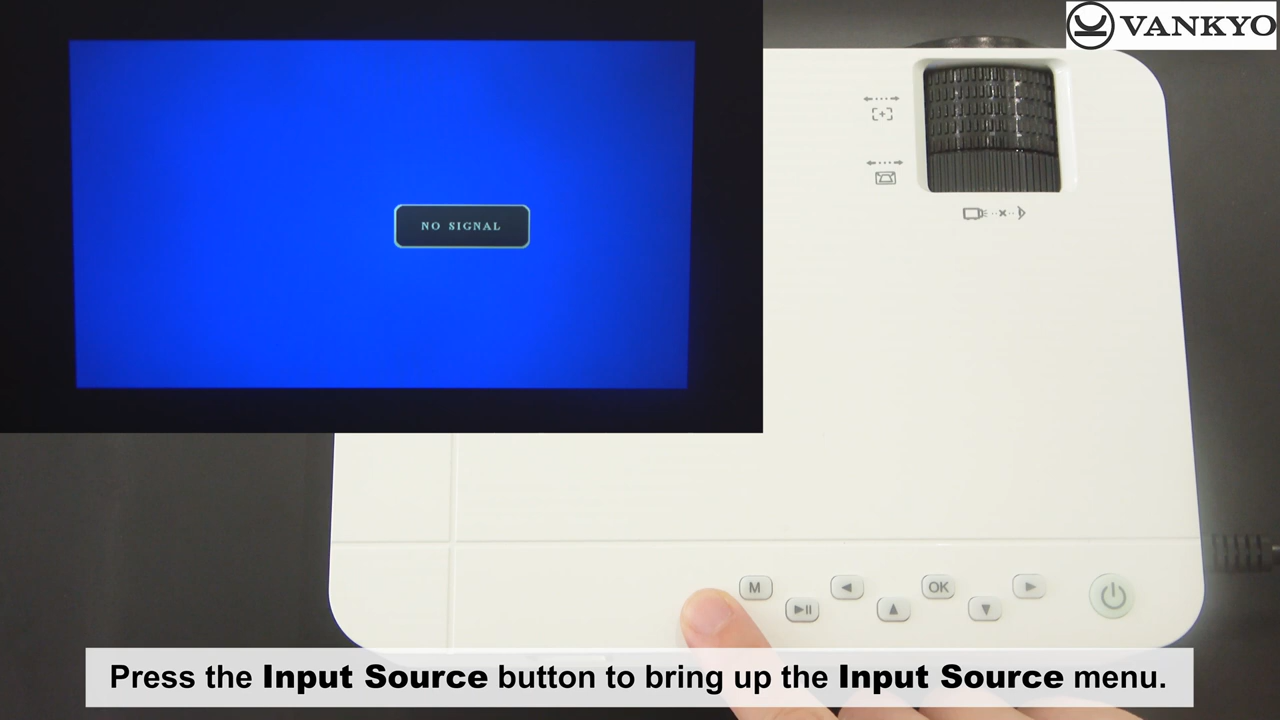 VANKYO
NO SIGNAL
M
OK
Press the Input Source button to bring up the Input Source menu.